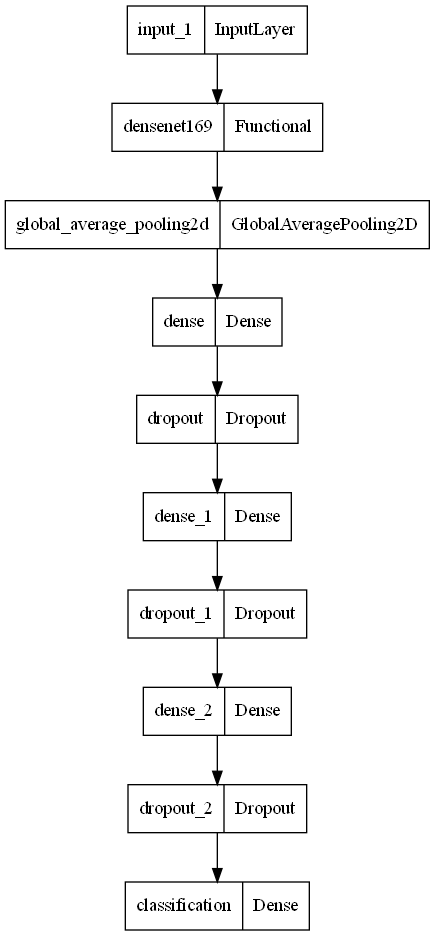 input_1 InputLayer
densenet169 Functional
global_average_pooling2d GlobalAveragePooling2D
dense Dense
dropout Dropout
dense_1 Dense
dropout_1 Dropout
dense_2 Dense
dropout_2 Dropout
classification Dense